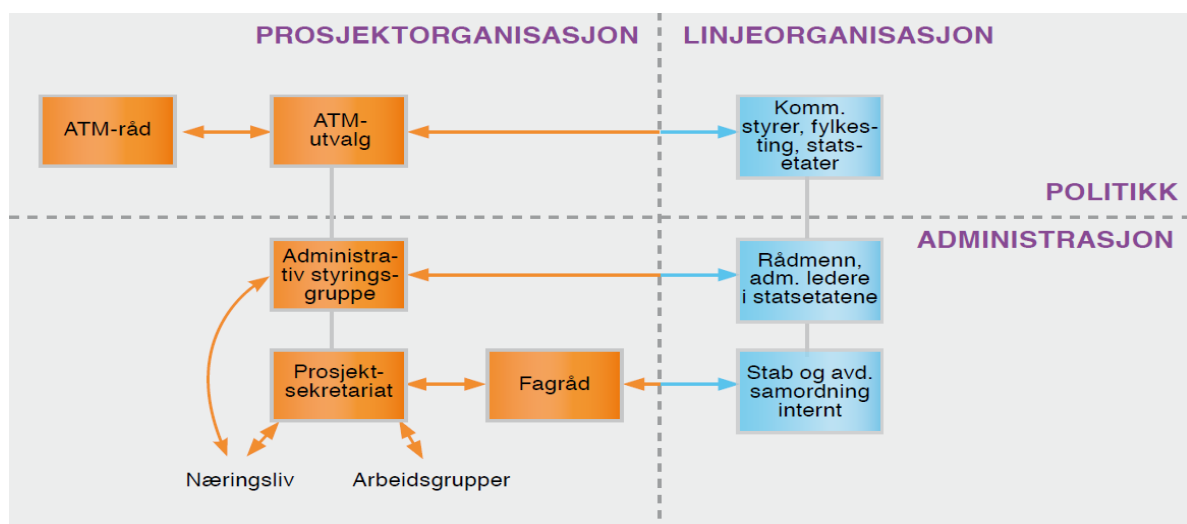 PROSJEKTORGANISASJON
LINJEORGANISASJON
ATM-råd
ATM-
utvalg
Komm.
styrer, fylkes-
ting, stats-
etater
POLITIKK
ADMINISTRASJON
Administra-
tiv styrings-
gruppe
Rådmenn,
adm. ledere
i statsetatene
Prosjekt-
sekretariat
Fagråd
Stab og avd.
samordning
internt
Næringsliv
Arbeidsgrupper